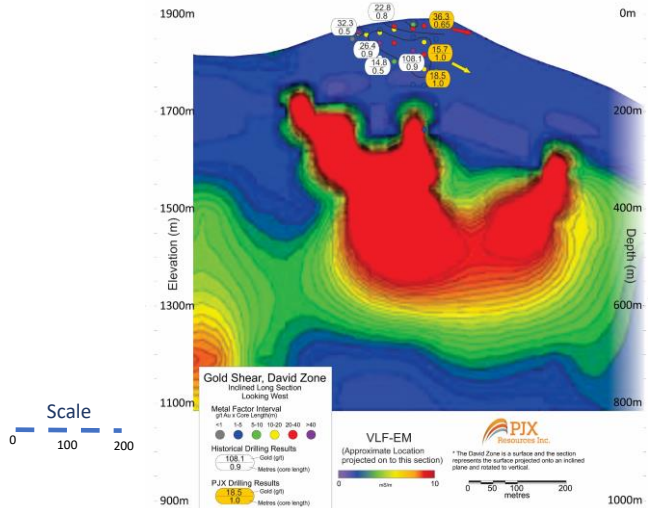 1900m
0m
22.8
0.8
32.3
0.5
36.3
0.65
26.4
0.9
14.8
0.5
108.1
0.9
15.7
1.0
18.5
1.0
1700m
200m
1500m
400m
Elevation (m)
Depth (m)
1300m
600m
1100m
800m
900m
1000m
Scale
0 100 200
Gold Shear, David Zone
Inclined Long Section
Looking West
Metal Factor Interval
g/t Au x Core Length(m)
<1 1-5 5-10 10-20 20-40 >40
Historical Drilling Results
108.1 Gold (g/t)
0.9 Metres (core length)
PJX Drilling Results
18.5 Gold (g/t)
1.0 Metres (core length)
VLF-EM
(Approximate Location
projected on to this section)
0 10
mS/m
PJX
Resources Inc.
* The David Zone is a surface and the section
represents the surface projected onto an inclined
plane and rotated to vertical.
0 50 100 200
metres